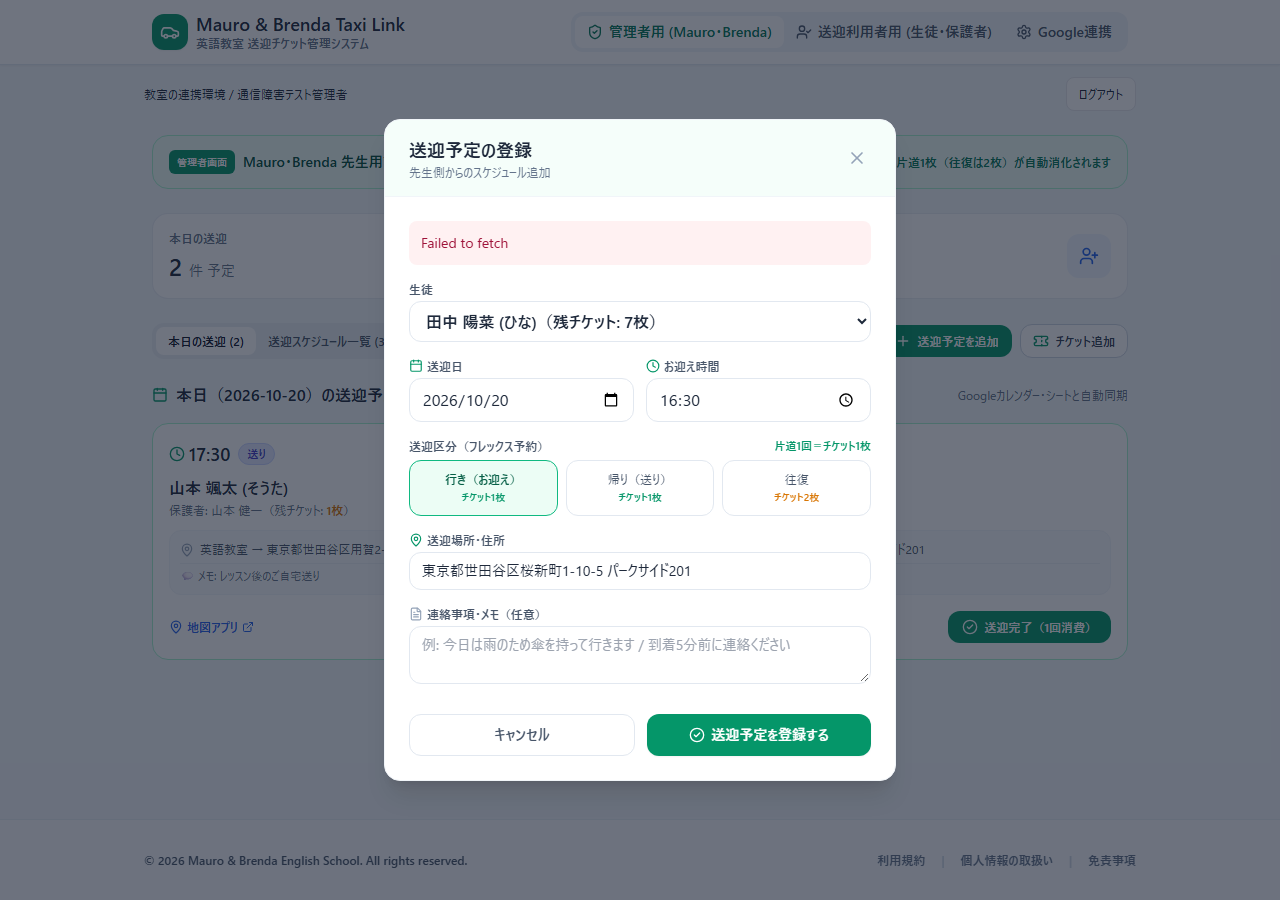 Mauro & Brenda Taxi Link
英語教室 送迎チケット管理システム
管理者用 (Mauro・Brenda)
送迎利用者用 (生徒・保護者)
Google連携
教室の連携環境 / 通信障害テスト管理者
ログアウト
管理者画面
Mauro・Brenda 先生用
片道1枚（往復は2枚）が自動消化されます
本日の送迎
2 件 予定
本日の送迎 (2)
送迎スケジュール一覧 (3
送迎予定を追加
チケット追加
本日（2026-10-20）の送迎予
Googleカレンダー・シートと自動同期
17:30 送り
山本 颯太 (そうた)
保護者: 山本 健一（残チケット: 1枚）
英語教室 → 東京都世田谷区用賀2-
ド201
メモ: レッスン後のご自宅送り
地図アプリ
送迎完了（1回消費）
送迎予定の登録
先生側からのスケジュール追加
Failed to fetch
生徒
田中 陽菜 (ひな)（残チケット: 7枚）
送迎日
お迎え時間
2026/10/20
16:30
送迎区分（フレックス予約）
片道1回＝チケット1枚
行き（お迎え）
チケット1枚
帰り（送り）
チケット1枚
往復
チケット2枚
送迎場所・住所
東京都世田谷区桜新町1-10-5 パークサイド201
連絡事項・メモ（任意）
例: 今日は雨のため傘を持って行きます / 到着5分前に連絡ください
キャンセル
送迎予定を登録する
© 2026 Mauro & Brenda English School. All rights reserved.
利用規約 | 個人情報の取扱い | 免責事項